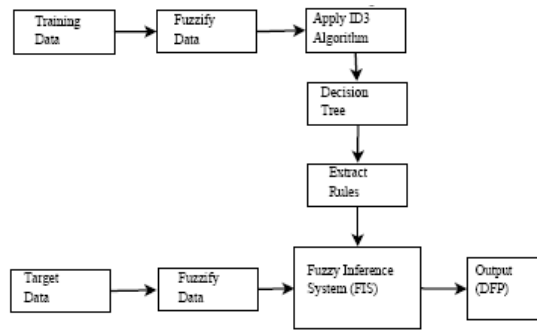 Training
Data
Fuzzify
Data
Apply ID3
Algorithm
Decision
Tree
Extract
Rules
Target
Data
Fuzzify
Data
Fuzzy Inference
System (FIS)
Output
(DFP)